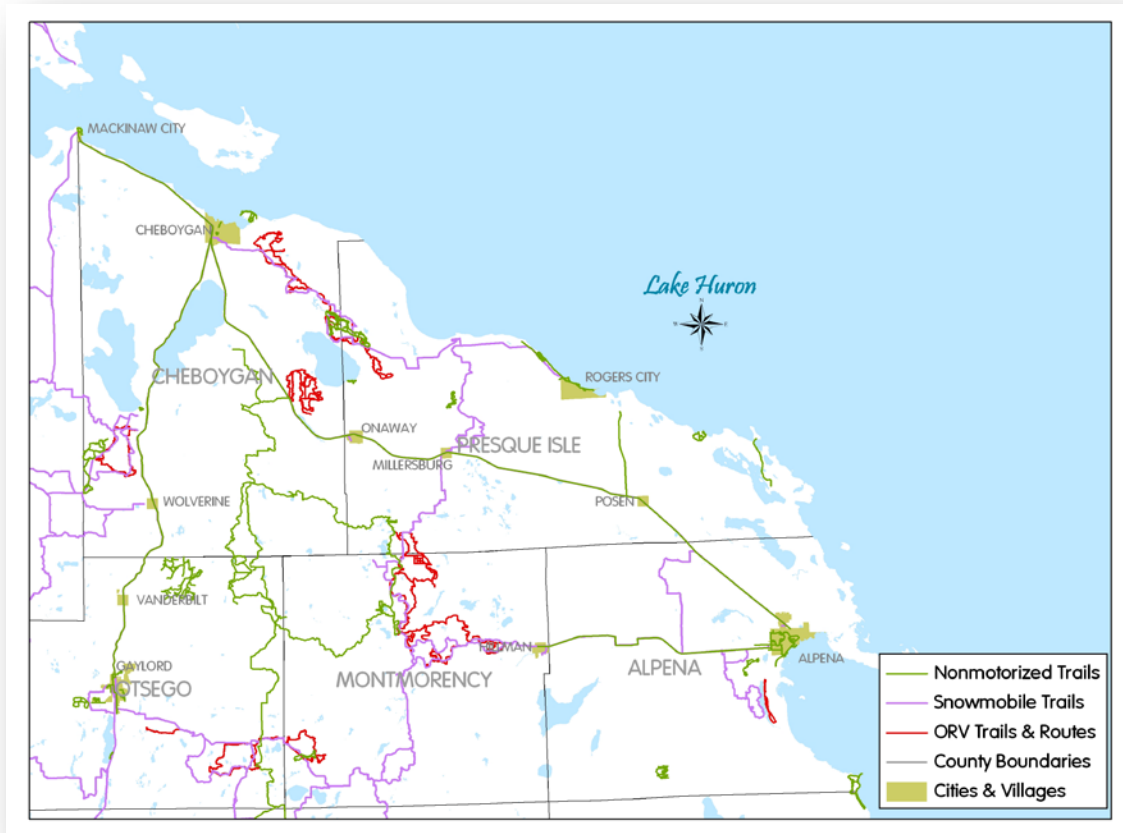 MACKINAW CITY
CHEBOYGAN
Lake Huron
N
W E
S
CHEBOYGAN
ROGERS CITY
ONAWAY
PRESQUE ISLE
MILLERSBURG
WOLVERINE
POSEN
VANDERBILT
HILLMAN
GAYLORD
ALPENA
ALPENA
OTSEGO
MONTMORENCY
Nonmotorized Trails
Snowmobile Trails
ORV Trails & Routes
County Boundaries
Cities & Villages